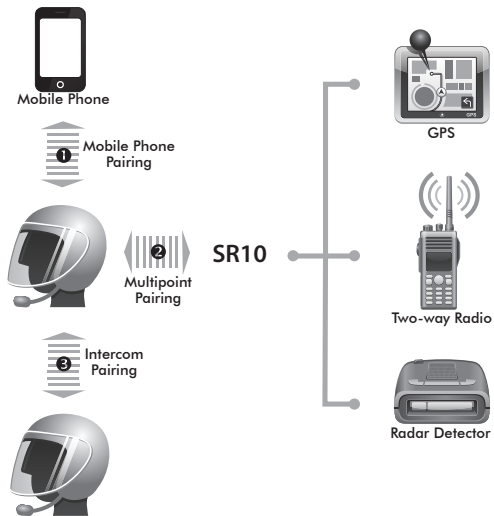 Mobile Phone
1
Mobile Phone
Pairing
2
Multipoint
Pairing
SR10
3
Intercom
Pairing
GPS
GPS
Two-way Radio
Radar Detector